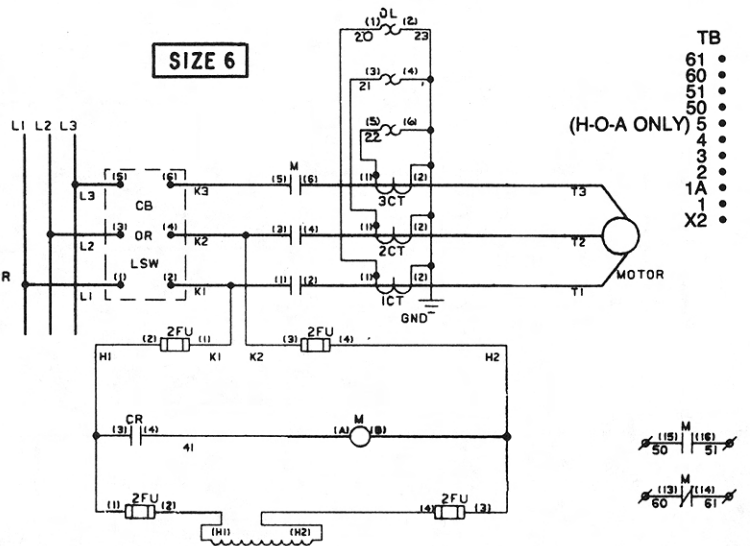 OL
(1) (2)
20 23
SIZE 6
TB
61
60
(3) (4)
21
51
50
L1 L2 L3
(5) (6)
22
(H-O-A ONLY) 5
4
3
2
1A
1
X2
M
(5) (6)
L3
K3
(5) (6)
(1) (2)
3CT
T3
CB
(3) (4)
L2
OR
K2
(3) (4)
(1) (2)
2CT
T2
LSW
(1) (2)
R
L1
K1
(1) (2)
(1) (2)
1CT
T1
MOTOR
GND
2FU
(2) (1)
H1
K1
K2
2FU
(3) (4)
H2
CR
(3) (4)
41
M
(A) (B)
M
(15) (16)
50 51
M
(13) (14)
60 61
2FU
(1) (2)
2FU
(4) (3)
(H1) (H2)